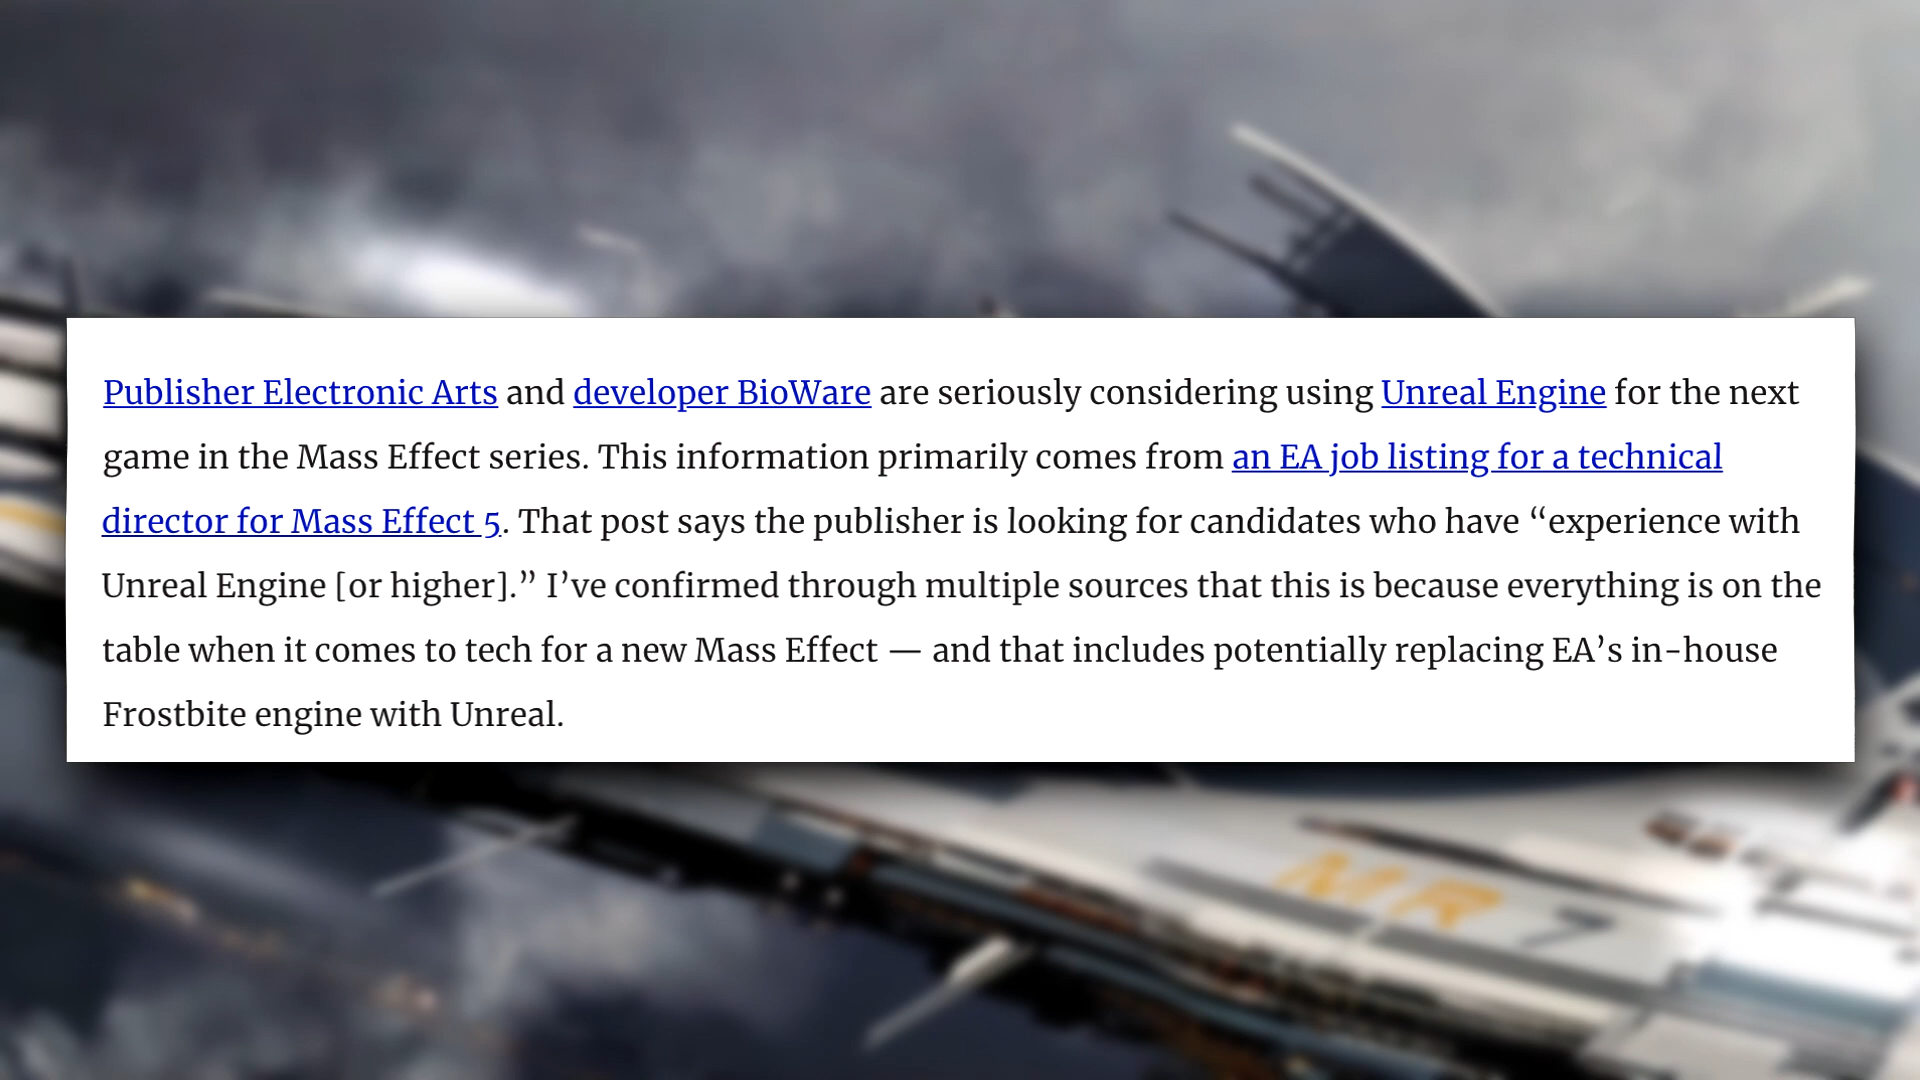 Publisher Electronic Arts and developer BioWare are seriously considering using Unreal Engine for the next
game in the Mass Effect series. This information primarily comes from an EA job listing for a technical
director for Mass Effect 5. That post says the publisher is looking for candidates who have “experience with
Unreal Engine [or higher].” I’ve confirmed through multiple sources that this is because everything is on the
table when it comes to tech for a new Mass Effect — and that includes potentially replacing EA’s in-house
Frostbite engine with Unreal.
MR 7